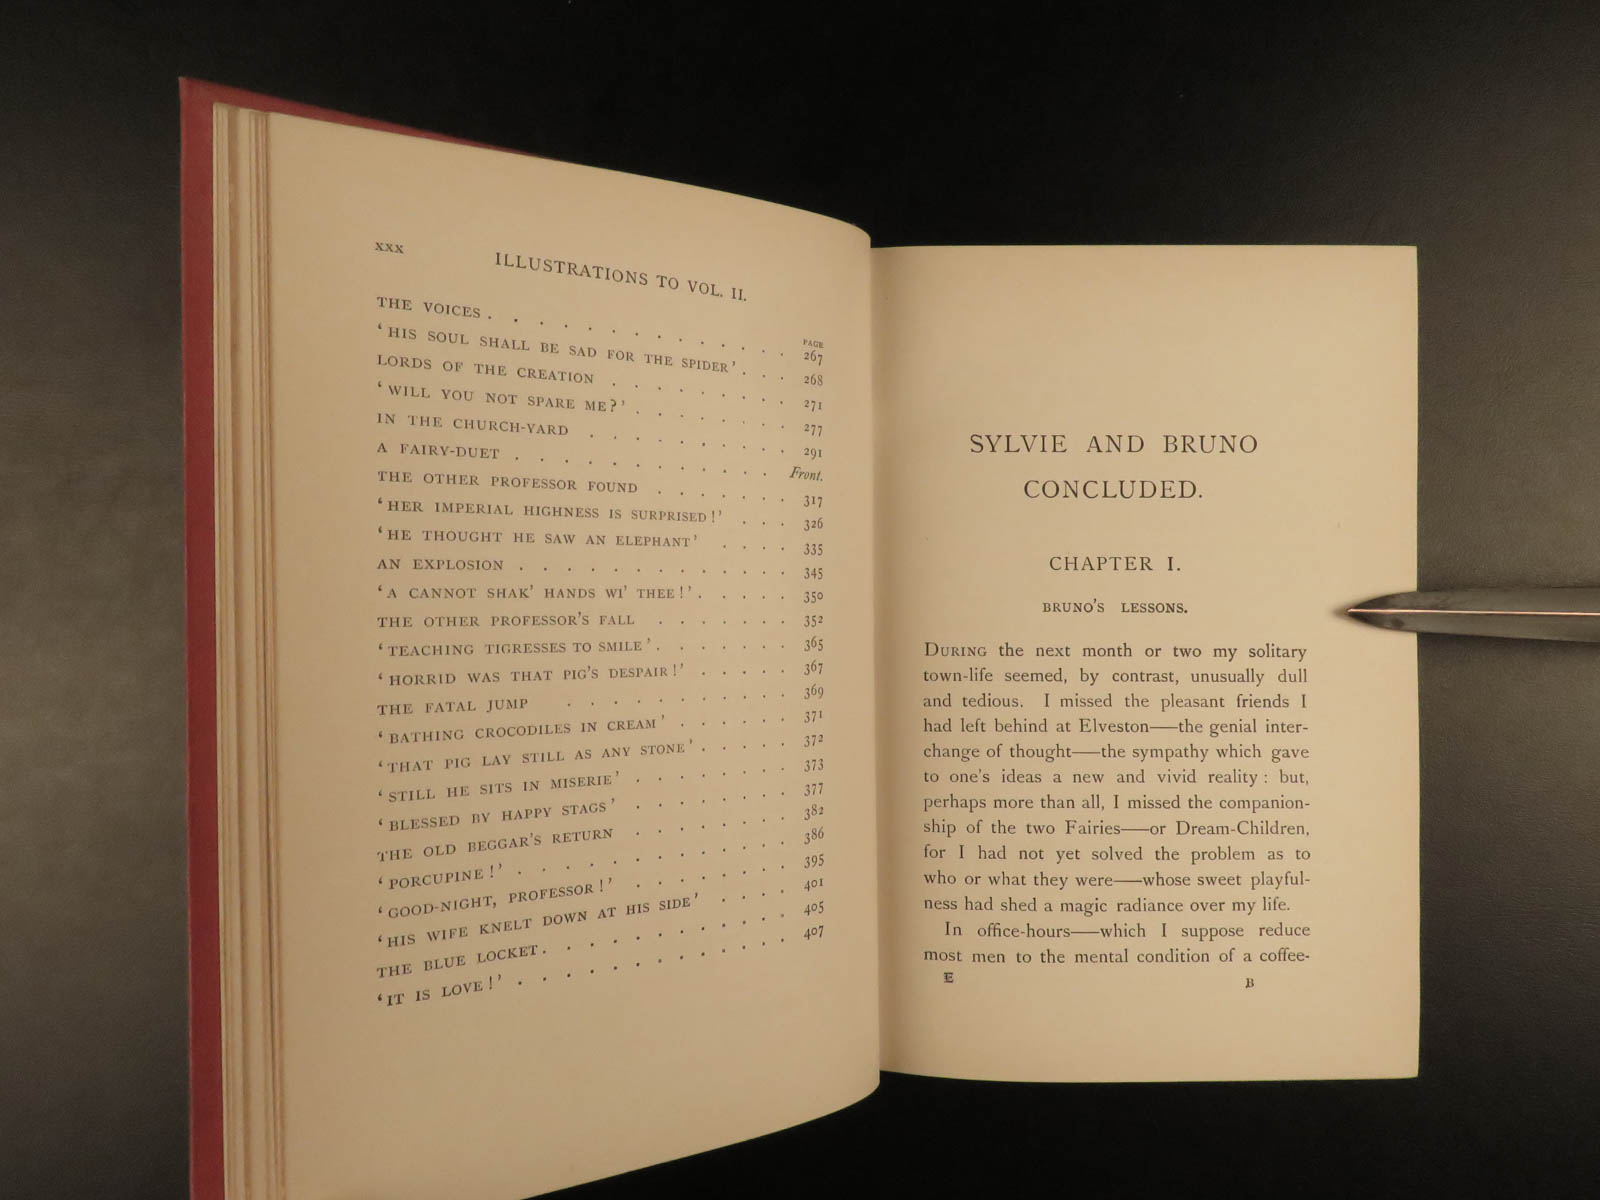 xxx ILLUSTRATIONS TO VOL. II.
PAGE
THE VOICES . . . . . . . . . . . . 267
‘HIS SOUL SHALL BE SAD FOR THE SPIDER’ . . . 268
LORDS OF THE CREATION . . . . . . . 271
‘WILL YOU NOT SPARE ME?’ . . . . . . 277
IN THE CHURCH-YARD . . . . . . . 291
A FAIRY-DUET . . . . . . . . . . . Front.
THE OTHER PROFESSOR FOUND . . . . . . 317
‘HER IMPERIAL HIGHNESS IS SURPRISED!’ . . . 326
‘HE THOUGHT HE SAW AN ELEPHANT’ . . . . 335
AN EXPLOSION . . . . . . . . . . . 345
‘A CANNOT SHAK’ HANDS WI’ THEE!’ . . . . . 350
THE OTHER PROFESSOR’S FALL . . . . . . 352
‘TEACHING TIGRESSES TO SMILE’ . . . . . . 365
‘HORRID WAS THAT PIG’S DESPAIR!’ . . . . . 367
THE FATAL JUMP . . . . . . . . . 369
‘BATHING CROCODILES IN CREAM’ . . . . . 371
‘THAT PIG LAY STILL AS ANY STONE’ . . . . . 372
‘STILL HE SITS IN MISERIE’ . . . . . . . 373
‘BLESSED BY HAPPY STAGS’ . . . . . . . 377
THE OLD BEGGAR’S RETURN . . . . . . . 382
‘PORCUPINE!’ . . . . . . . . . . . 386
‘GOOD-NIGHT, PROFESSOR!’ . . . . . . . 395
‘HIS WIFE KNELT DOWN AT HIS SIDE’ . . . . 401
THE BLUE LOCKET . . . . . . . . . . 405
‘IT IS LOVE!’ . . . . . . . . . . . 407
SYLVIE AND BRUNO
CONCLUDED.
CHAPTER I.
BRUNO’S LESSONS.
DURING the next month or two my solitary
town-life seemed, by contrast, unusually dull
and tedious. I missed the pleasant friends I
had left behind at Elveston——the genial inter-
change of thought——the sympathy which gave
to one’s ideas a new and vivid reality: but,
perhaps more than all, I missed the companion-
ship of the two Fairies——or Dream-Children,
for I had not yet solved the problem as to
who or what they were——whose sweet playful-
ness had shed a magic radiance over my life.
In office-hours——which I suppose reduce
most men to the mental condition of a coffee-
E B